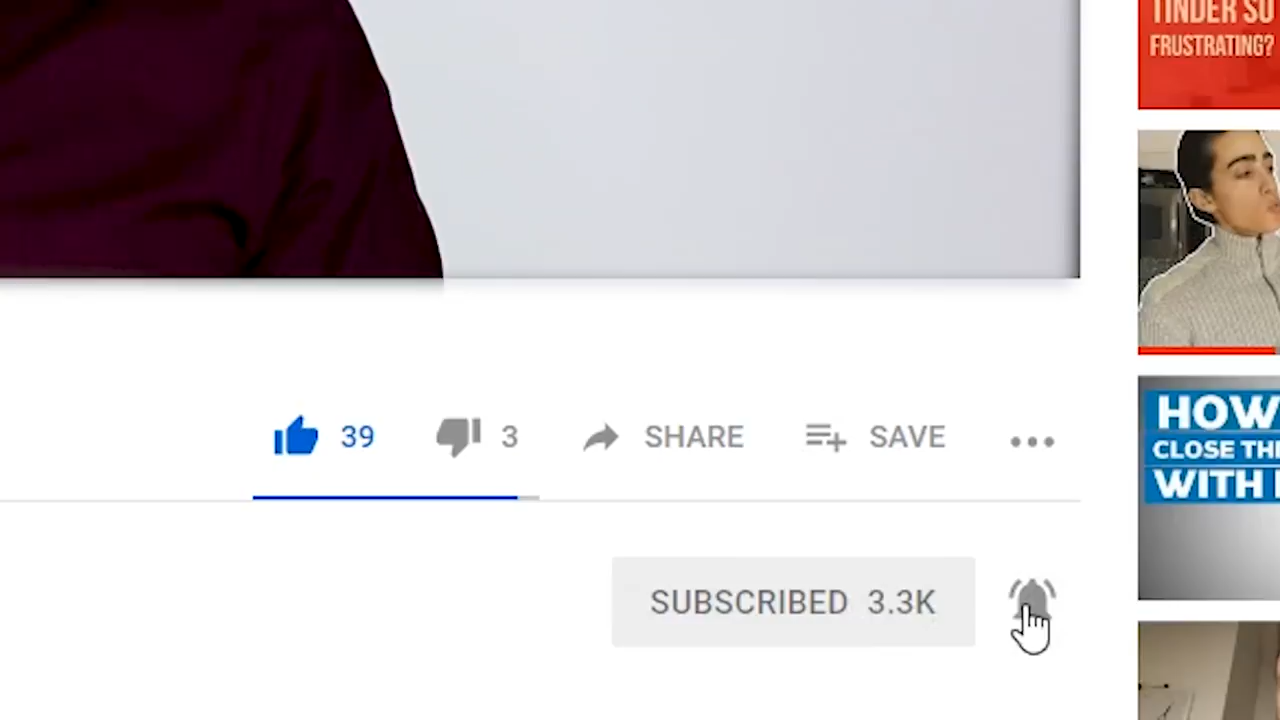 TINDER SU
FRUSTRATING?
39 3 SHARE SAVE
HOW
CLOSE THE
WITH
SUBSCRIBED 3.3K